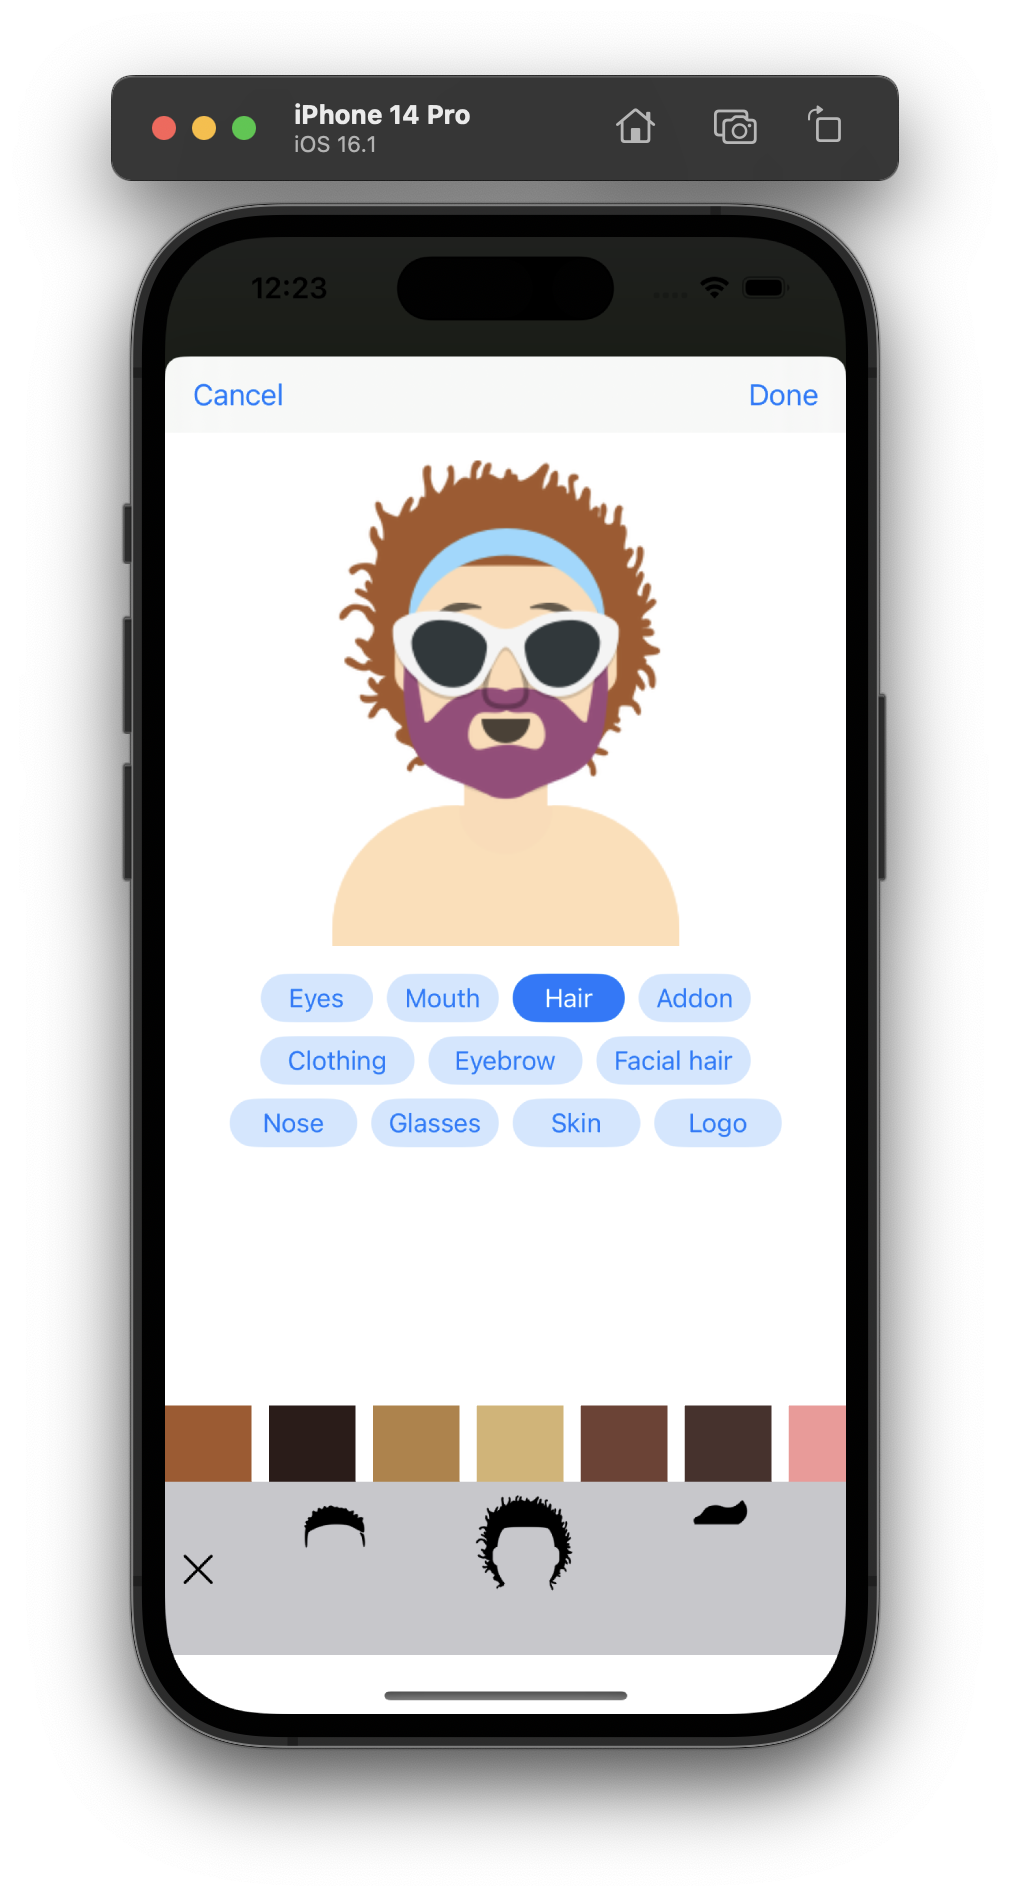 iPhone 14 Pro
iOS 16.1
12:23
Cancel Done
Eyes Mouth Hair Addon
Clothing Eyebrow Facial hair
Nose Glasses Skin Logo